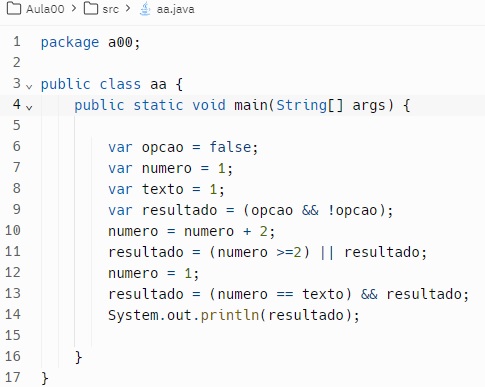 Aula00 > src > aa.java
1 package a00;
2
3 public class aa {
4     public static void main(String[] args) {
5
6         var opcao = false;
7         var numero = 1;
8         var texto = 1;
9         var resultado = (opcao && !opcao);
10         numero = numero + 2;
11         resultado = (numero >=2) || resultado;
12         numero = 1;
13         resultado = (numero == texto) && resultado;
14         System.out.println(resultado);
15
16     }
17 }